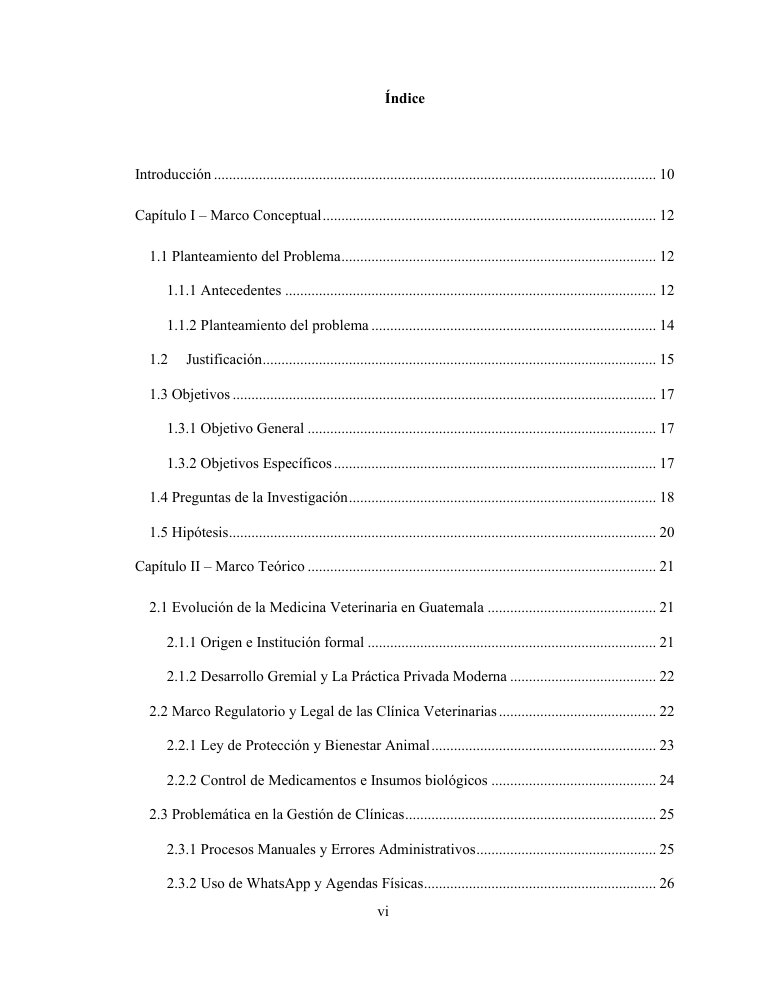 Índice
Introducción ........................................................................................................................ 10
Capítulo I – Marco Conceptual......................................................................................... 12
1.1 Planteamiento del Problema................................................................................... 12
1.1.1 Antecedentes .................................................................................................. 12
1.1.2 Planteamiento del problema ........................................................................... 14
1.2 Justificación........................................................................................................ 15
1.3 Objetivos ................................................................................................................ 17
1.3.1 Objetivo General ............................................................................................ 17
1.3.2 Objetivos Específicos ..................................................................................... 17
1.4 Preguntas de la Investigación................................................................................. 18
1.5 Hipótesis................................................................................................................. 20
Capítulo II – Marco Teórico ............................................................................................. 21
2.1 Evolución de la Medicina Veterinaria en Guatemala ............................................ 21
2.1.1 Origen e Institución formal ............................................................................ 21
2.1.2 Desarrollo Gremial y La Práctica Privada Moderna ...................................... 22
2.2 Marco Regulatorio y Legal de las Clínica Veterinarias ......................................... 22
2.2.1 Ley de Protección y Bienestar Animal........................................................... 23
2.2.2 Control de Medicamentos e Insumos biológicos ........................................... 24
2.3 Problemática en la Gestión de Clínicas.................................................................. 25
2.3.1 Procesos Manuales y Errores Administrativos............................................... 25
2.3.2 Uso de WhatsApp y Agendas Físicas............................................................. 26
vi